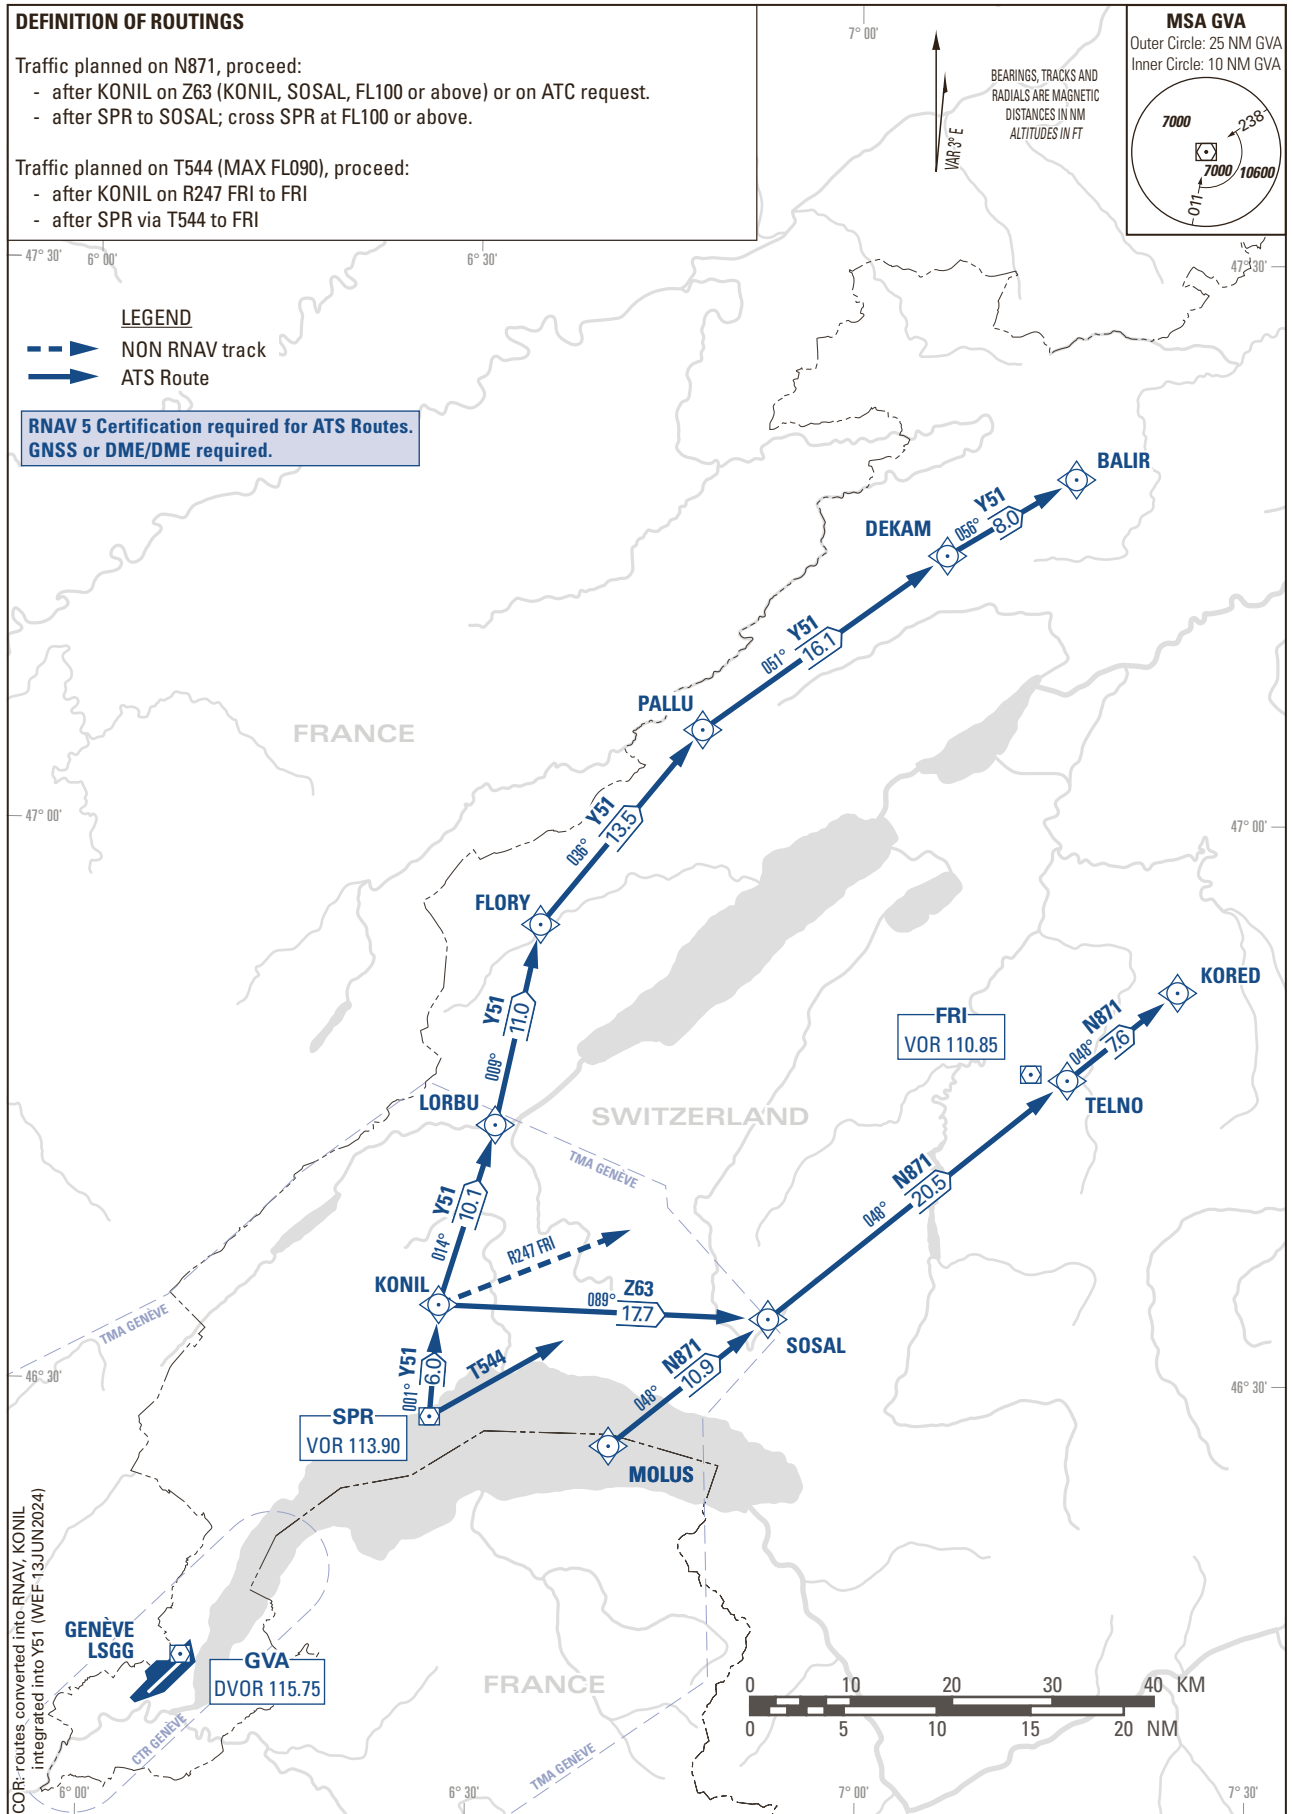 DEFINITION OF ROUTINGS
Traffic planned on N871, proceed:
- after KONIL on Z63 (KONIL, SOSAL, FL100 or above) or on ATC request.
- after SPR to SOSAL; cross SPR at FL100 or above.
Traffic planned on T544 (MAX FL090), proceed:
- after KONIL on R247 FRI to FRI
- after SPR via T544 to FRI
7° 00'
VAR 3° E
BEARINGS, TRACKS AND
RADIALS ARE MAGNETIC
DISTANCES IN NM
ALTITUDES IN FT
MSA GVA
Outer Circle: 25 NM GVA
Inner Circle: 10 NM GVA
7000
238
7000
10600
011
47° 30'
6° 00'
6° 30'
47° 30'
LEGEND
NON RNAV track
ATS Route
RNAV 5 Certification required for ATS Routes.
GNSS or DME/DME required.
BALIR
Y51
056°
8.0
DEKAM
Y51
051°
16.1
PALLU
FRANCE
47° 00'
47° 00'
Y51
036°
13.5
FLORY
KORED
Y51
11.0
009°
FRI
VOR 110.85
N871
048°
7.6
TELNO
LORBU
SWITZERLAND
TMA GENÈVE
N871
048°
20.5
Y51
10.1
014°
R247 FRI
KONIL
Z63
089°
17.7
SOSAL
TMA GENÈVE
46° 30'
46° 30'
Y51
001°
6.0
T544
N871
048°
10.9
SPR
VOR 113.90
MOLUS
GENÈVE
LSGG
GVA
DVOR 115.75
FRANCE
CTR GENÈVE
TMA GENÈVE
0 10 20 30 40 KM
0 5 10 15 20 NM
6° 00'
6° 30'
7° 00'
7° 30'
COR: routes converted into RNAV, KONIL
integrated into Y51 (WEF 13JUN2024)